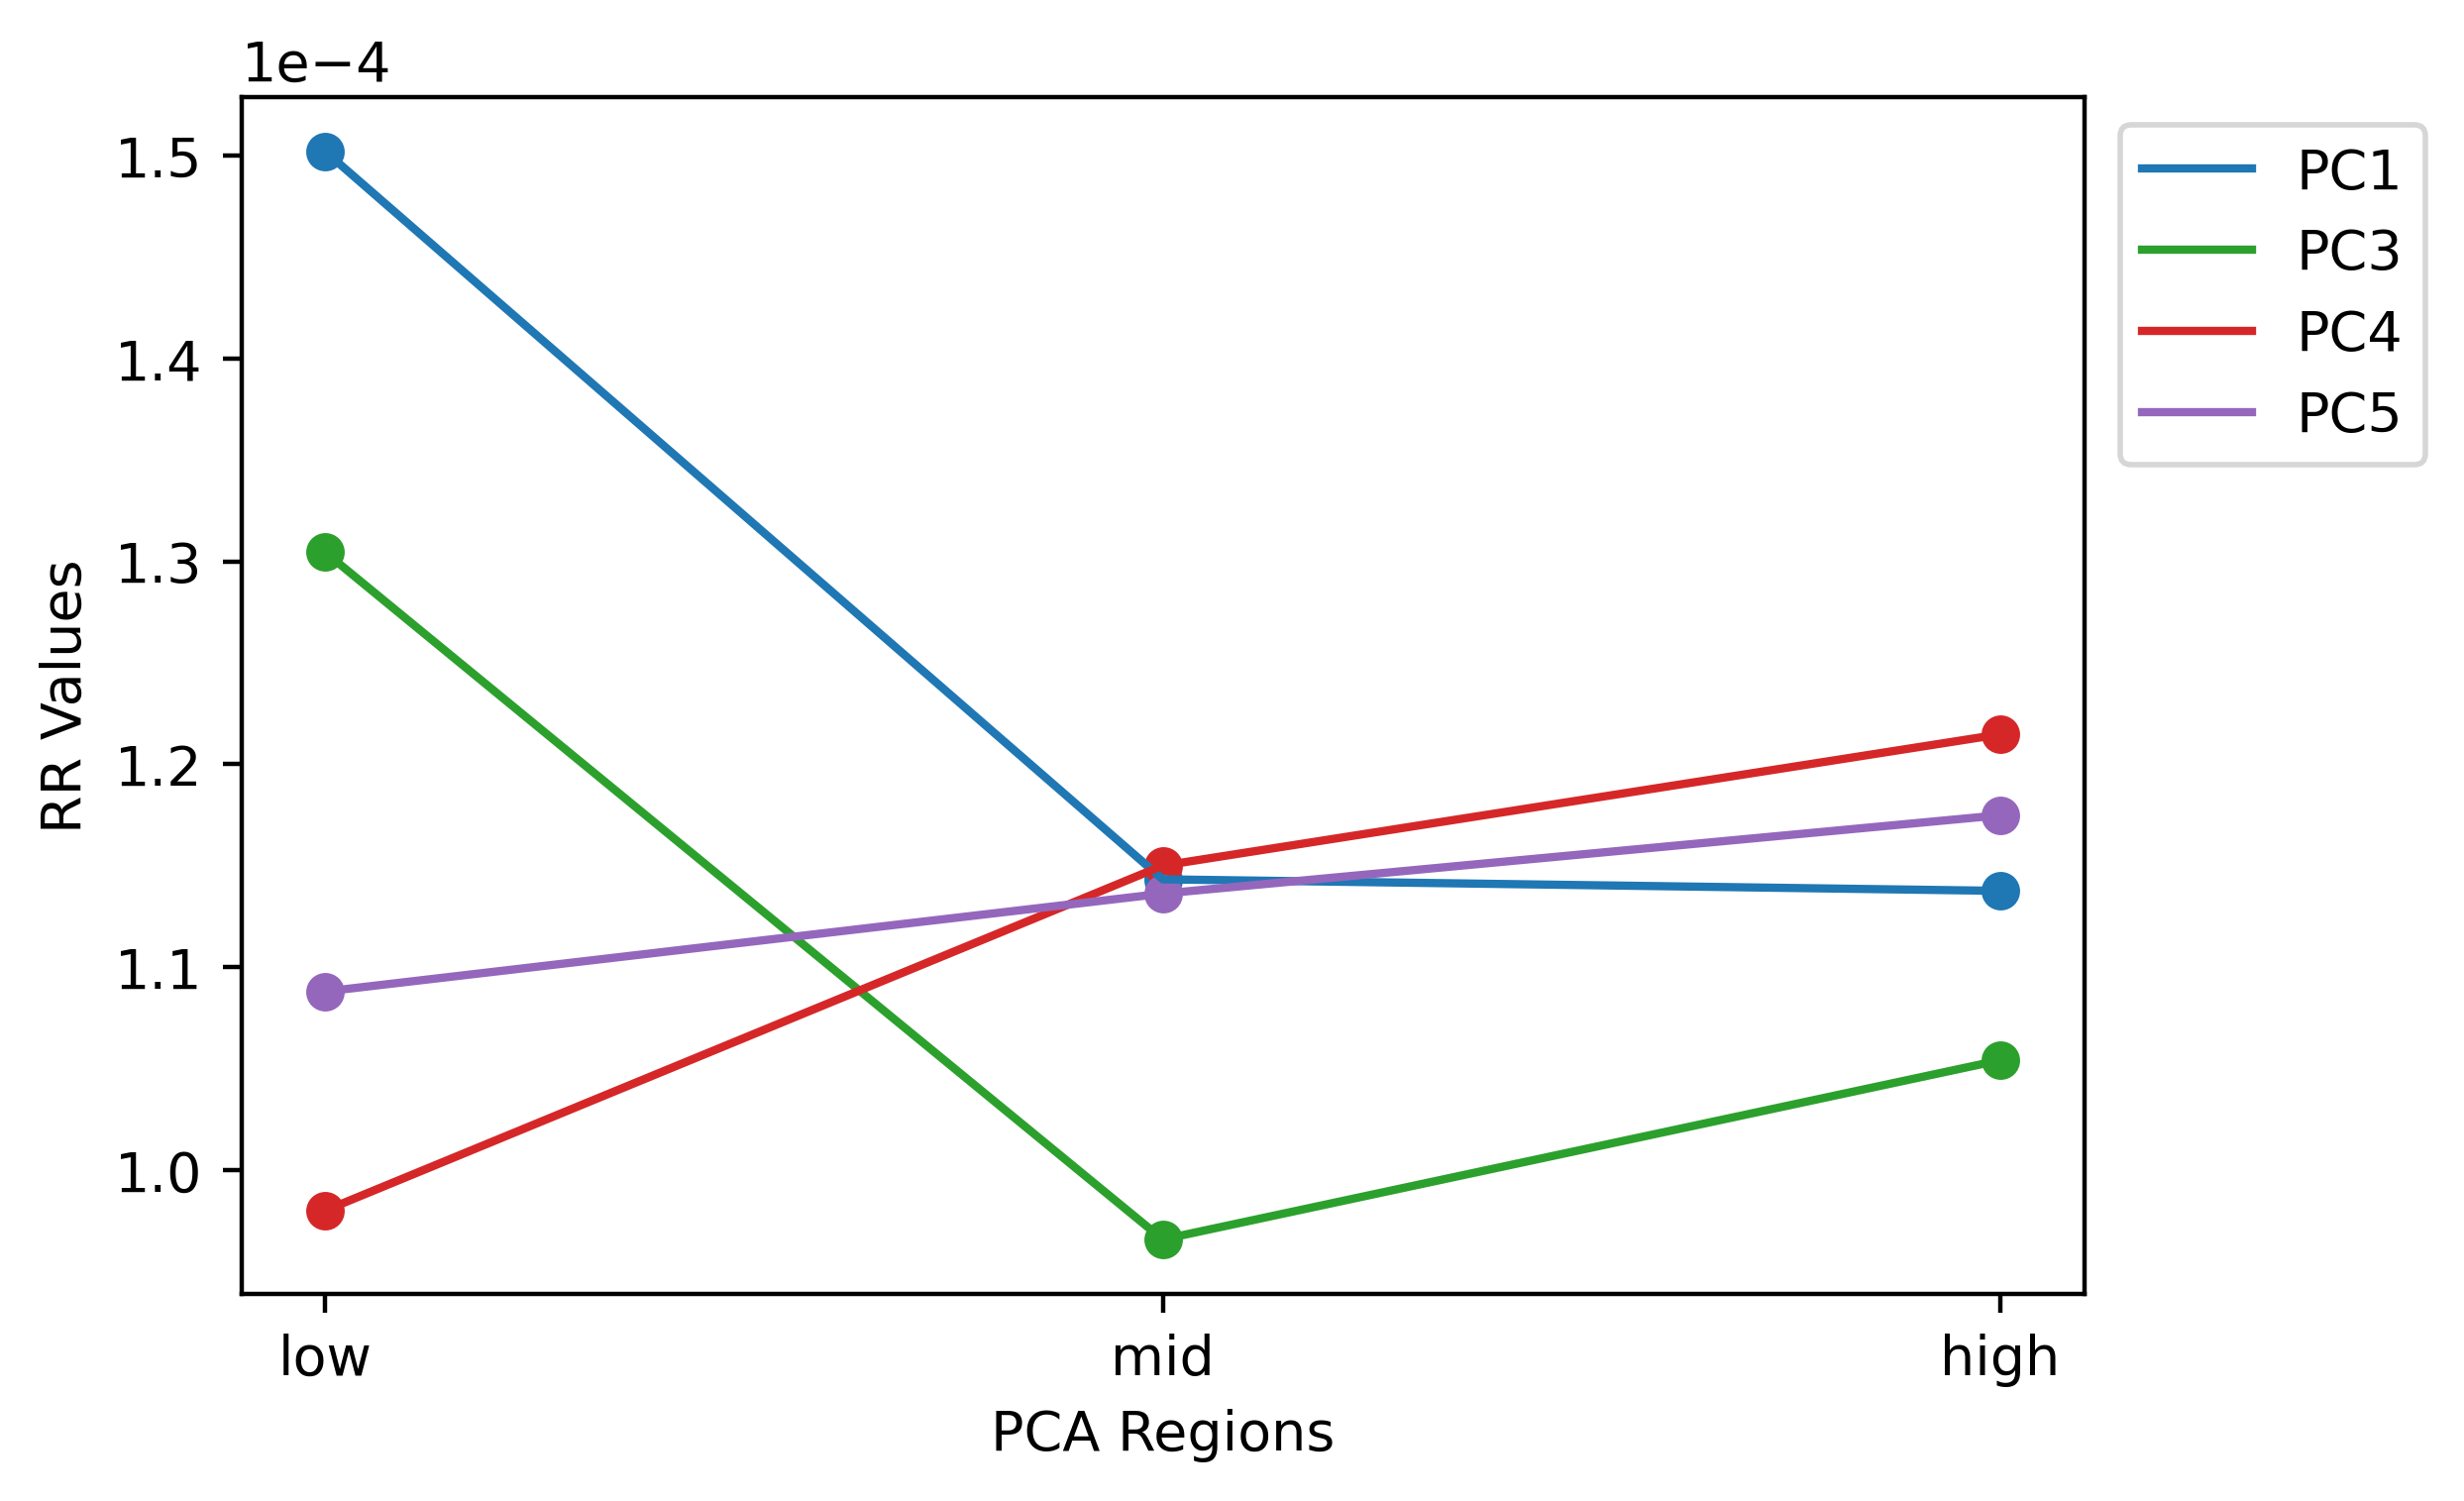 1e−4
1.5
1.4
1.3
1.2
1.1
1.0
RR Values
low mid high
PCA Regions
PC1
PC3
PC4
PC5